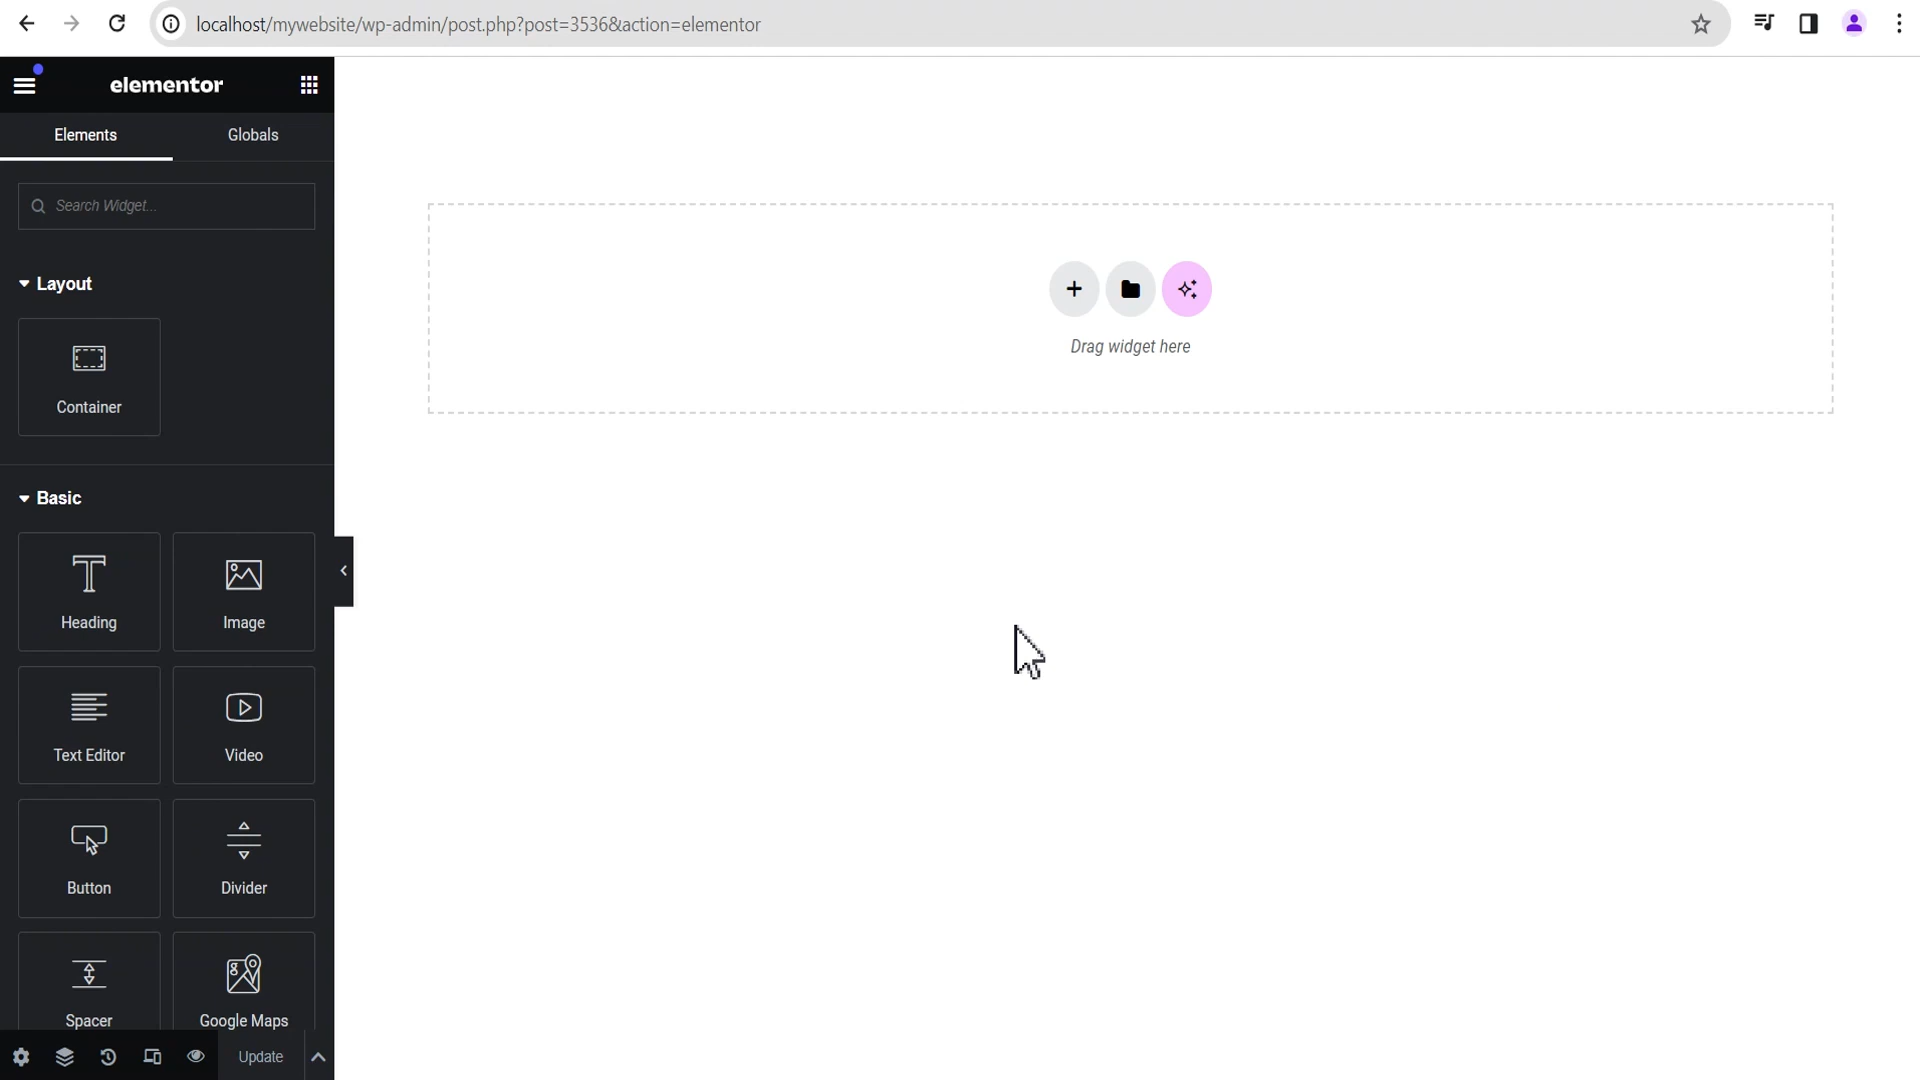 localhost/mywebsite/wp-admin/post.php?post=3536&action=elementor
elementor
Elements Globals
Search Widget...
Layout
Container
Basic
Heading Image
Text Editor Video
Button Divider
Spacer Google Maps
Update
Drag widget here